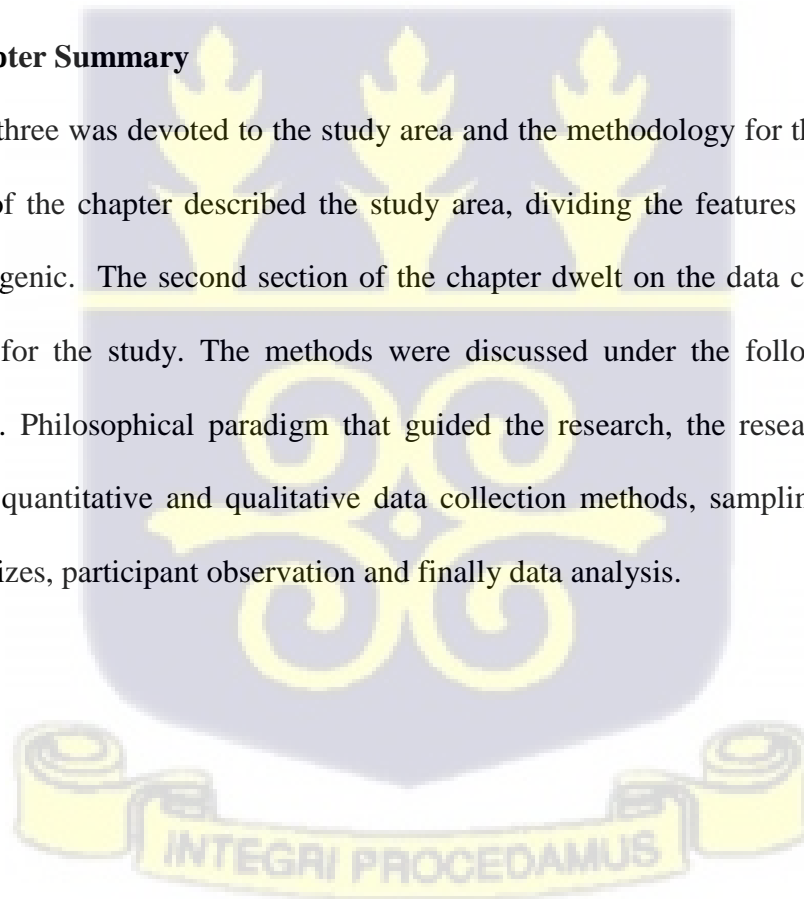 pter Summary
three was devoted to the study area and the methodology for th
of the chapter described the study area, dividing the features
genic. The second section of the chapter dwelt on the data c
for the study. The methods were discussed under the follo
. Philosophical paradigm that guided the research, the resea
quantitative and qualitative data collection methods, samplin
izes, participant observation and finally data analysis.
INTEGRI PROCEDAMUS